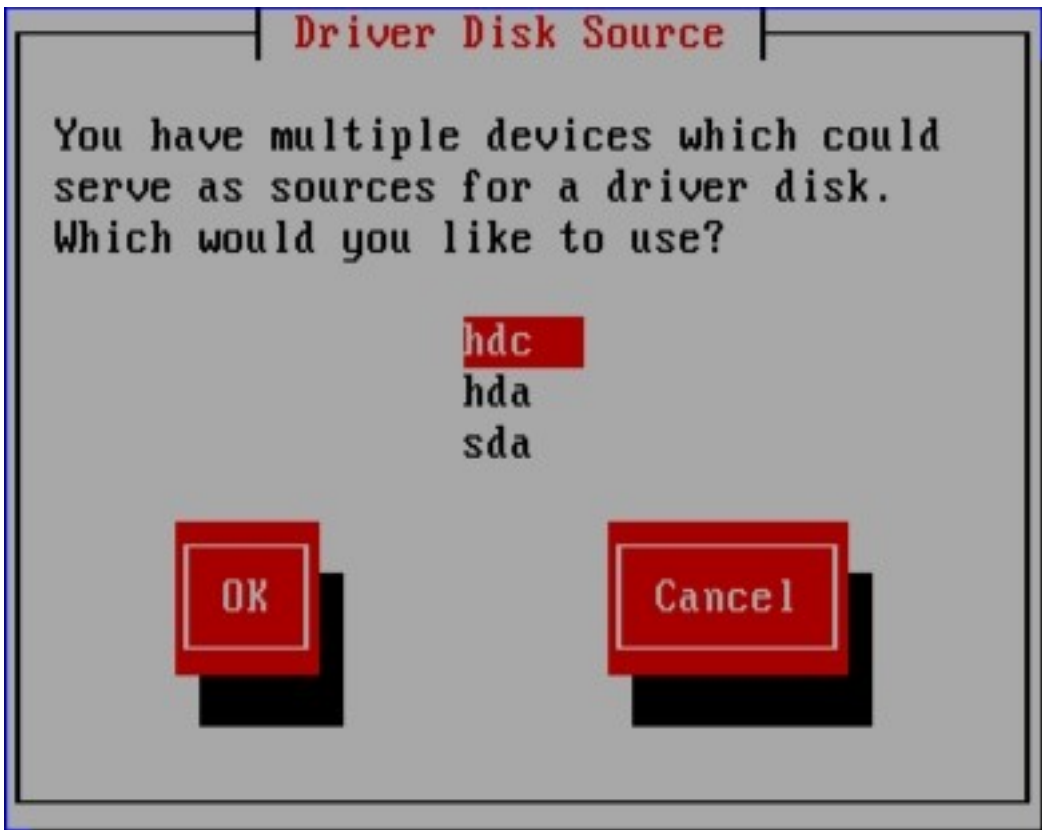 Driver Disk Source
You have multiple devices which could
serve as sources for a driver disk.
Which would you like to use?
hdc
hda
sda
OK
Cancel